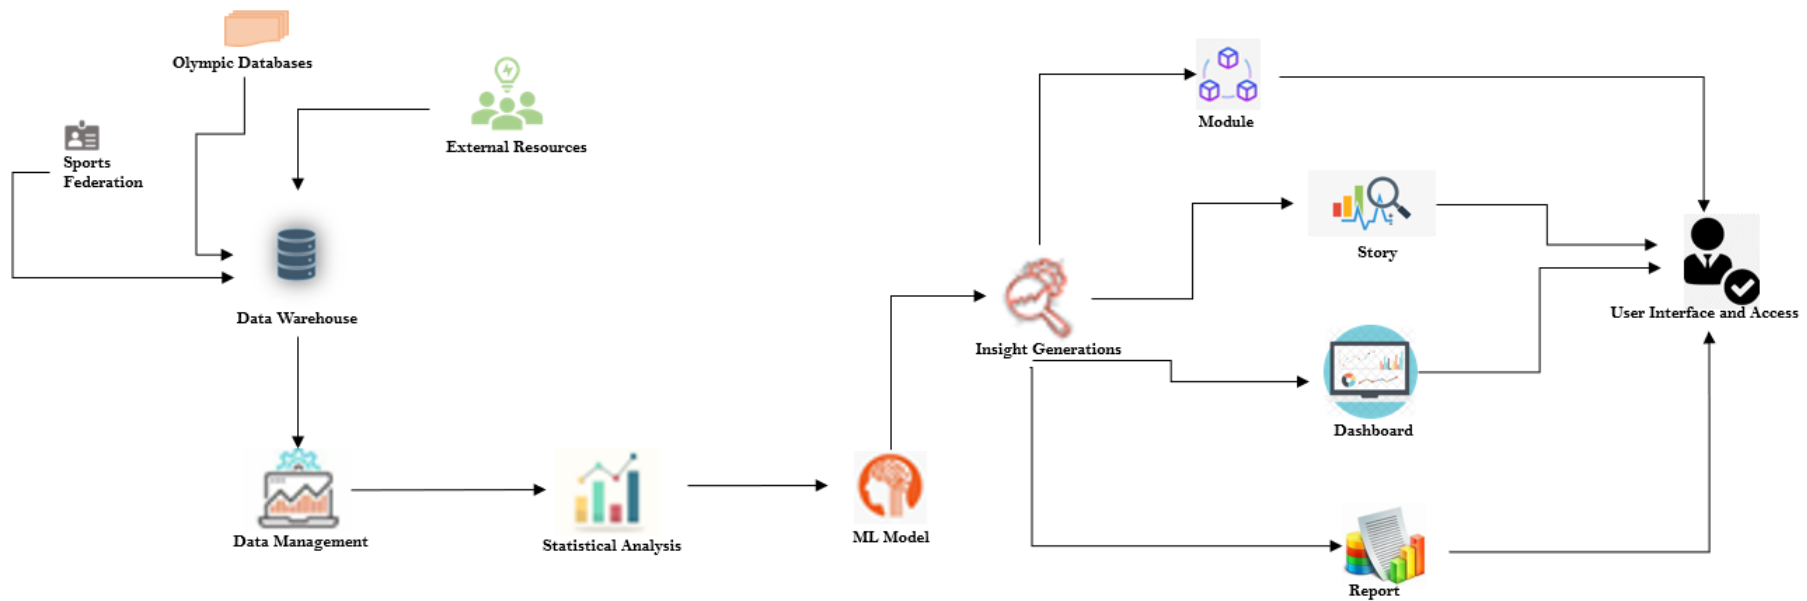 Olympic Databases
External Resources
Sports
Federation
Data Warehouse
Data Management
Statistical Analysis
ML Model
Insight Generations
Module
Story
Dashboard
Report
User Interface and Access